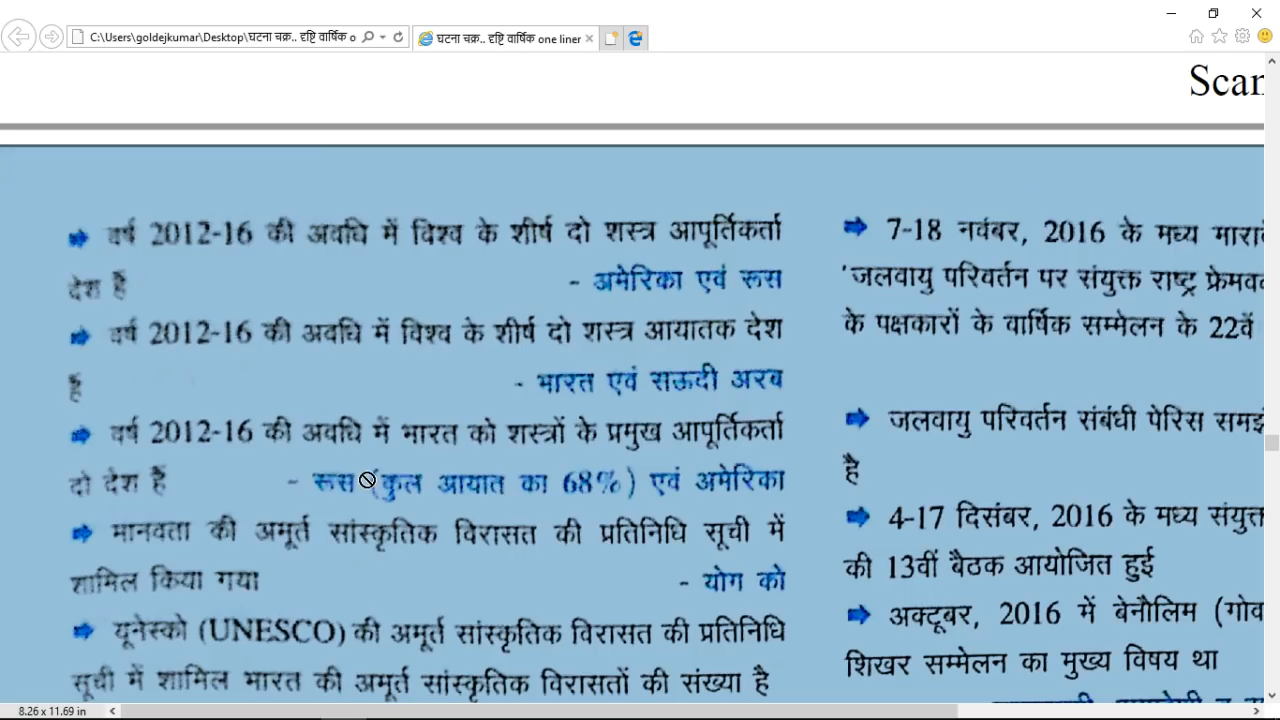 C:\Users\goldejkumar\Desktop\घटना चक्र.. दृष्टि वार्षिक o
घटना चक्र.. दृष्टि वार्षिक one liner
Scan
वर्ष 2012-16 की अवधि में विश्व के शीर्ष दो शस्त्र आपूर्तिकर्ता
देश हैं - अमेरिका एवं रूस
वर्ष 2012-16 की अवधि में विश्व के शीर्ष दो शस्त्र आयातक देश
हैं - भारत एवं सऊदी अरब
वर्ष 2012-16 की अवधि में भारत को शस्त्रों के प्रमुख आपूर्तिकर्ता
दो देश हैं - रूस (कुल आयात का 68%) एवं अमेरिका
मानवता की अमूर्त सांस्कृतिक विरासत की प्रतिनिधि सूची में
शामिल किया गया - योग को
यूनेस्को (UNESCO) की अमूर्त सांस्कृतिक विरासत की प्रतिनिधि
सूची में शामिल भारत की अमूर्त सांस्कृतिक विरासतों की संख्या है
7-18 नवंबर, 2016 के मध्य मारा
'जलवायु परिवर्तन पर संयुक्त राष्ट्र फ्रेमव
के पक्षकारों के वार्षिक सम्मेलन के 22वें
जलवायु परिवर्तन संबंधी पेरिस सम
है
4-17 दिसंबर, 2016 के मध्य संयुक्त
की 13वीं बैठक आयोजित हुई
अक्टूबर, 2016 में बेनौलिम (गोव
शिखर सम्मेलन का मुख्य विषय था
8.26 x 11.69 in